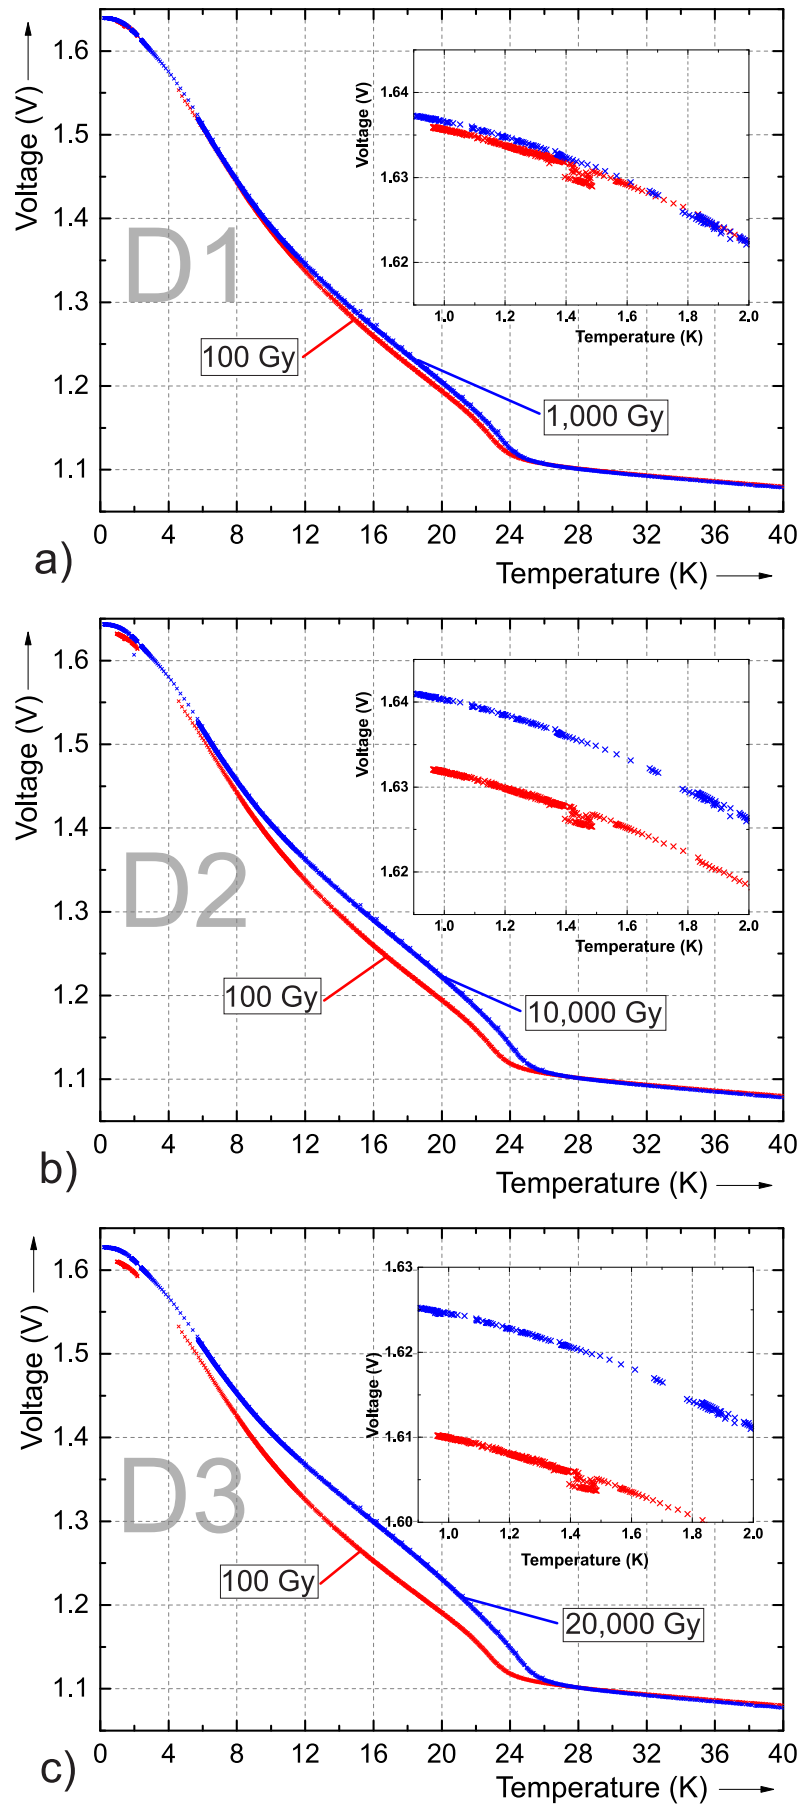 1.6
1.5
1.4
1.3
1.2
1.1
Voltage (V)
D1
100 Gy
1,000 Gy
1.64
1.63
1.62
Voltage (V)
1.0 1.2 1.4 1.6 1.8 2.0
Temperature (K)
0 4 8 12 16 20 24 28 32 36 40
a)
Temperature (K)
1.6
1.5
1.4
1.3
1.2
1.1
Voltage (V)
D2
100 Gy
10,000 Gy
1.64
1.63
1.62
Voltage (V)
1.0 1.2 1.4 1.6 1.8 2.0
Temperature (K)
0 4 8 12 16 20 24 28 32 36 40
b)
Temperature (K)
1.6
1.5
1.4
1.3
1.2
1.1
Voltage (V)
D3
100 Gy
20,000 Gy
1.63
1.62
1.61
1.60
Voltage (V)
1.0 1.2 1.4 1.6 1.8 2.0
Temperature (K)
0 4 8 12 16 20 24 28 32 36 40
c)
Temperature (K)